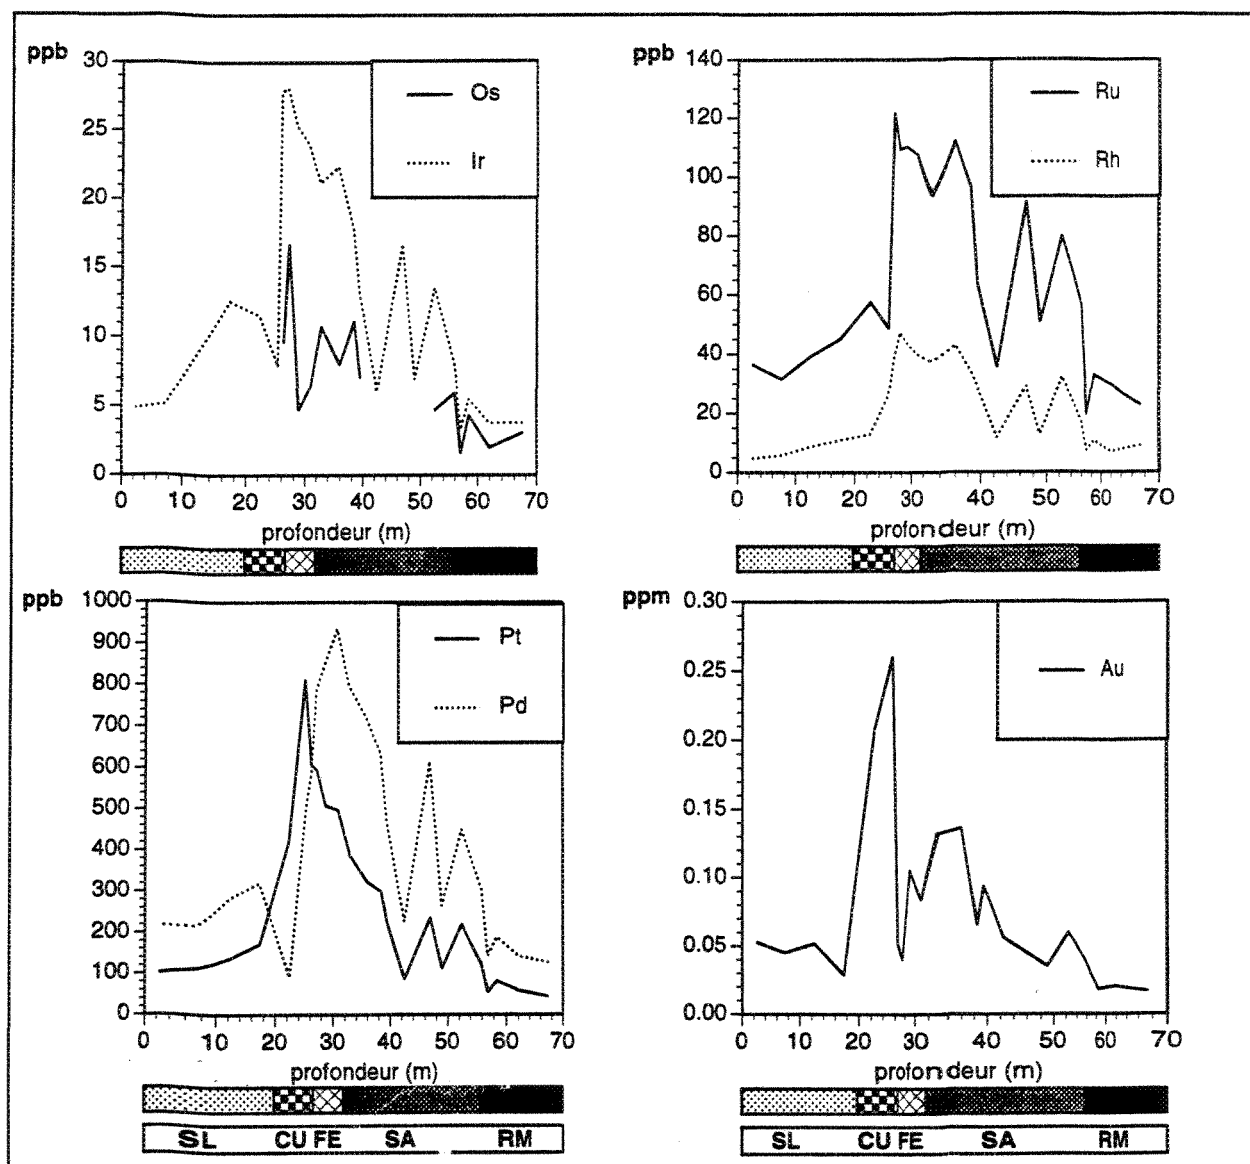 ppb
30
25
20
15
10
5
0
Os
Ir
0 10 20 30 40 50 60 70
profondeur (m)
ppb
140
120
100
80
60
40
20
0
Ru
Rh
0 10 20 30 40 50 60 70
profondeur (m)
ppb
1000
900
800
700
600
500
400
300
200
100
0
Pt
Pd
0 10 20 30 40 50 60 70
profondeur (m)
SL CU FE SA RM
ppm
0.30
0.25
0.20
0.15
0.10
0.05
0.00
Au
0 10 20 30 40 50 60 70
profondeur (m)
SL CU FE SA RM